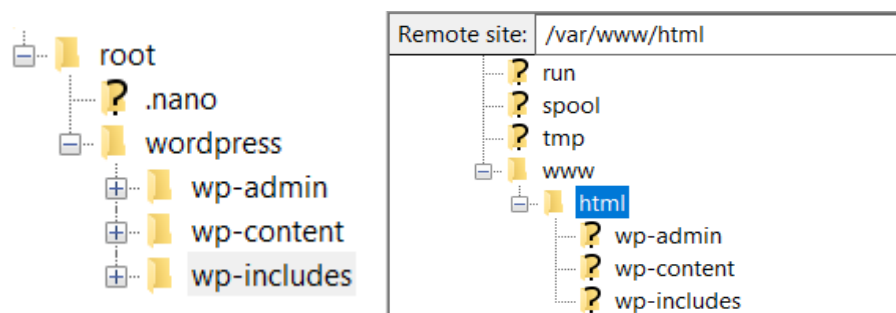 root
.nano
wordpress
wp-admin
wp-content
wp-includes
Remote site: /var/www/html
run
spool
tmp
www
html
wp-admin
wp-content
wp-includes